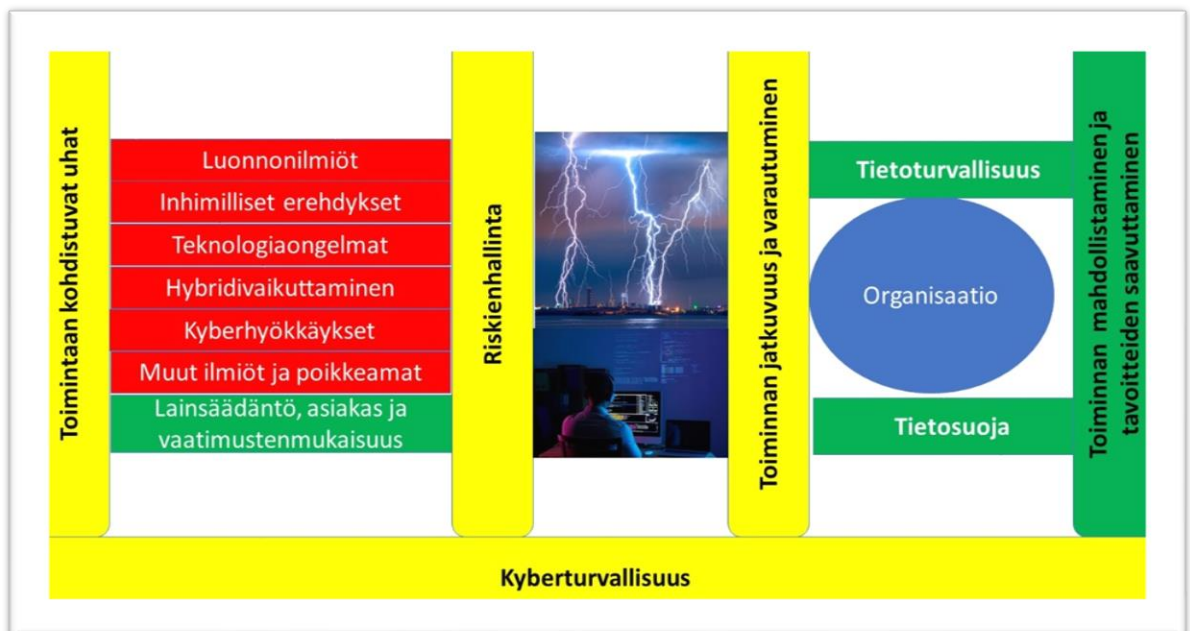 Toimintaan kohdistuvat uhat
Luonnonilmiöt
Inhimilliset erehdykset
Teknologiaongelmat
Hybridivaikuttaminen
Kyberhyökkäykset
Muut ilmiöt ja poikkeamat
Lainsäädäntö, asiakas ja
vaatimustenmukaisuus
Riskienhallinta
Toiminnan jatkuvuus ja varautuminen
Tietoturvallisuus
Organisaatio
Tietosuoja
Toiminnan mahdollistaminen ja
tavoitteiden saavuttaminen
Kyberturvallisuus